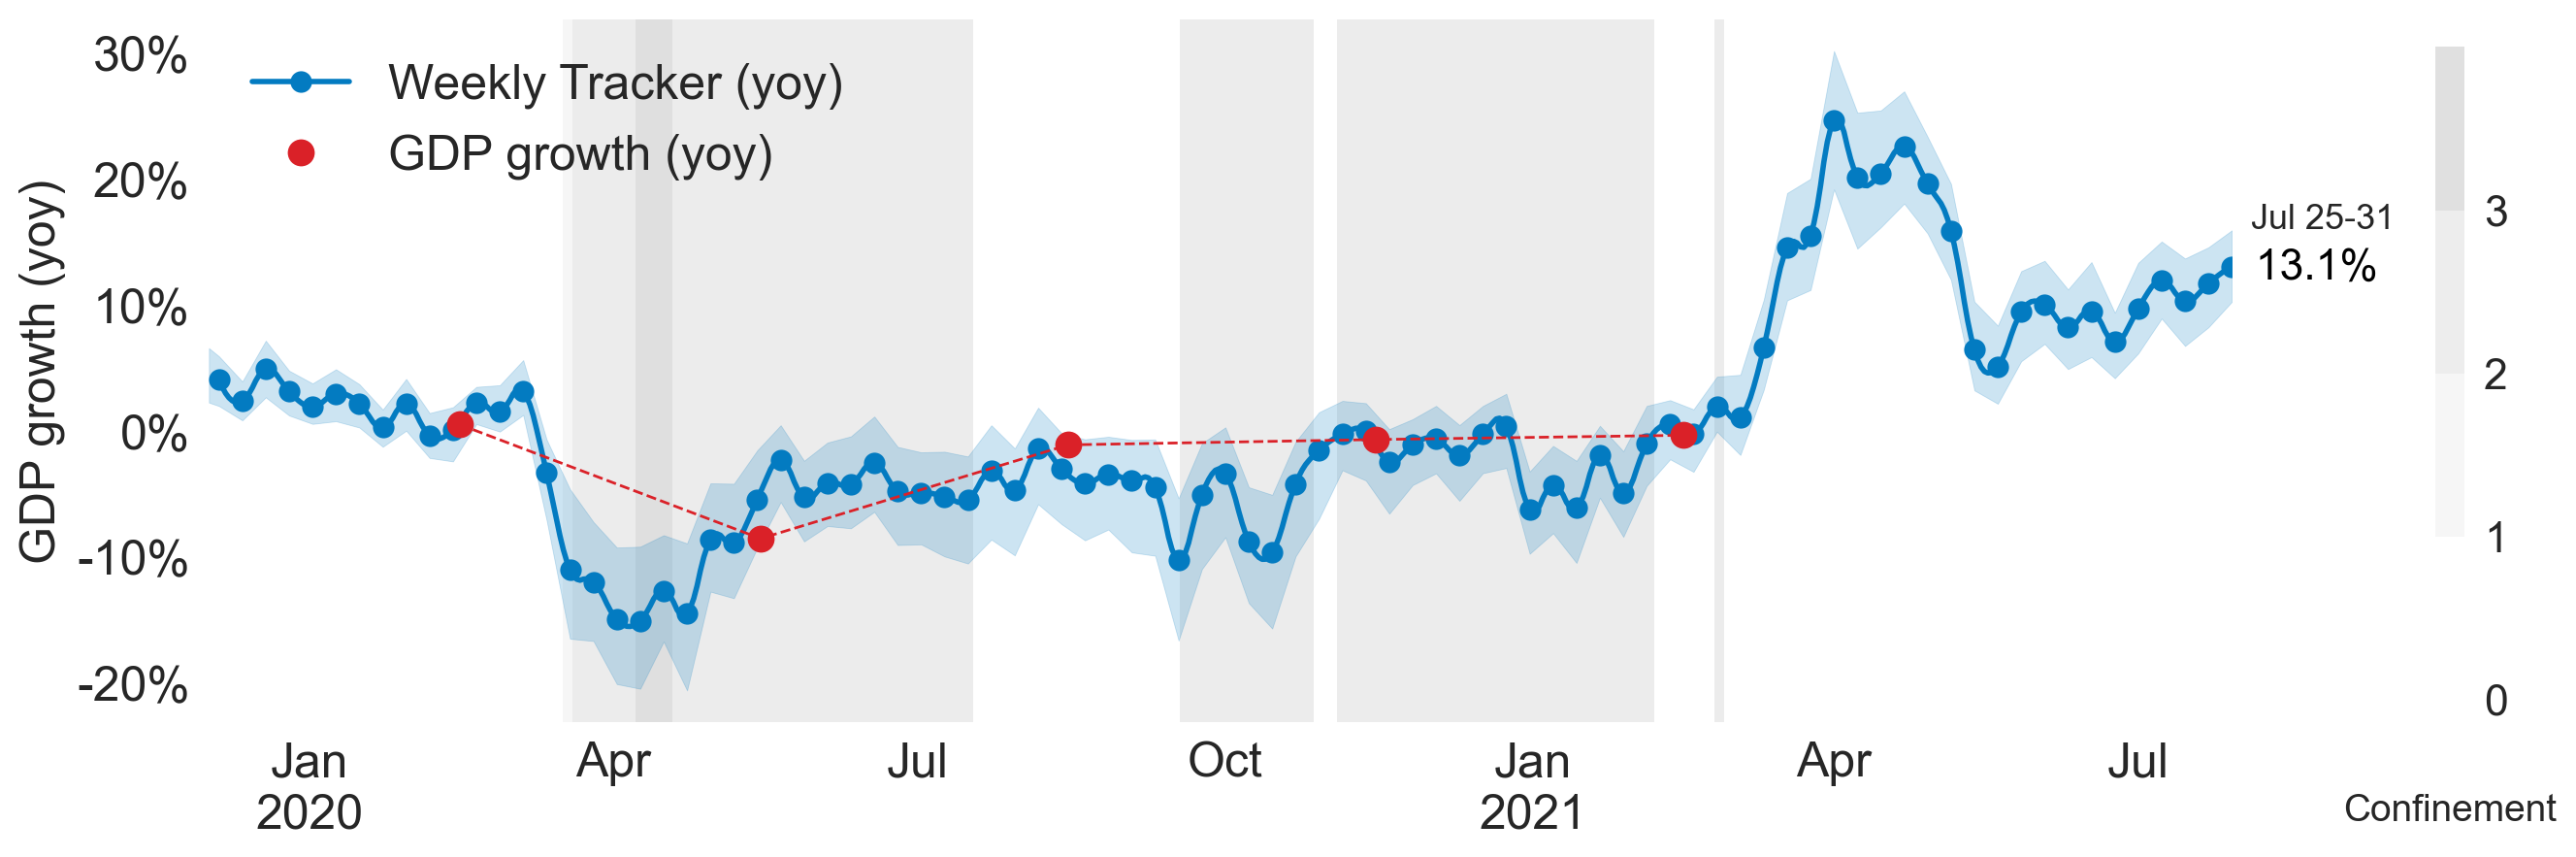 GDP growth (yoy)
30%
20%
10%
0%
-10%
-20%
Weekly Tracker (yoy)
GDP growth (yoy)
Jul 25-31
13.1%
3
2
1
0
Confinement
Jan Apr Jul Oct Jan Apr Jul
2020 2021